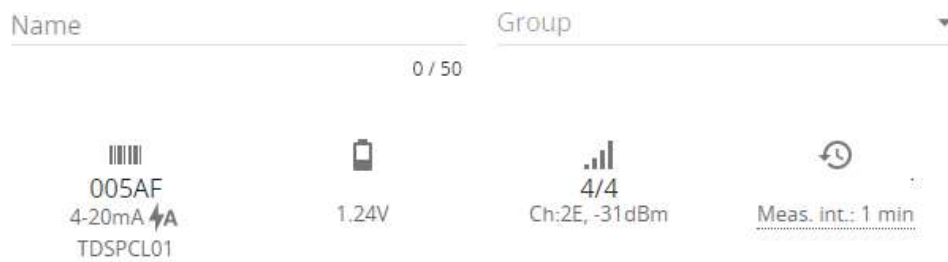 Name
Group
0 / 50
005AF
4-20mA A
TDSPCL01
1.24V
4/4
Ch:2E, -31dBm
Meas. int.: 1 min